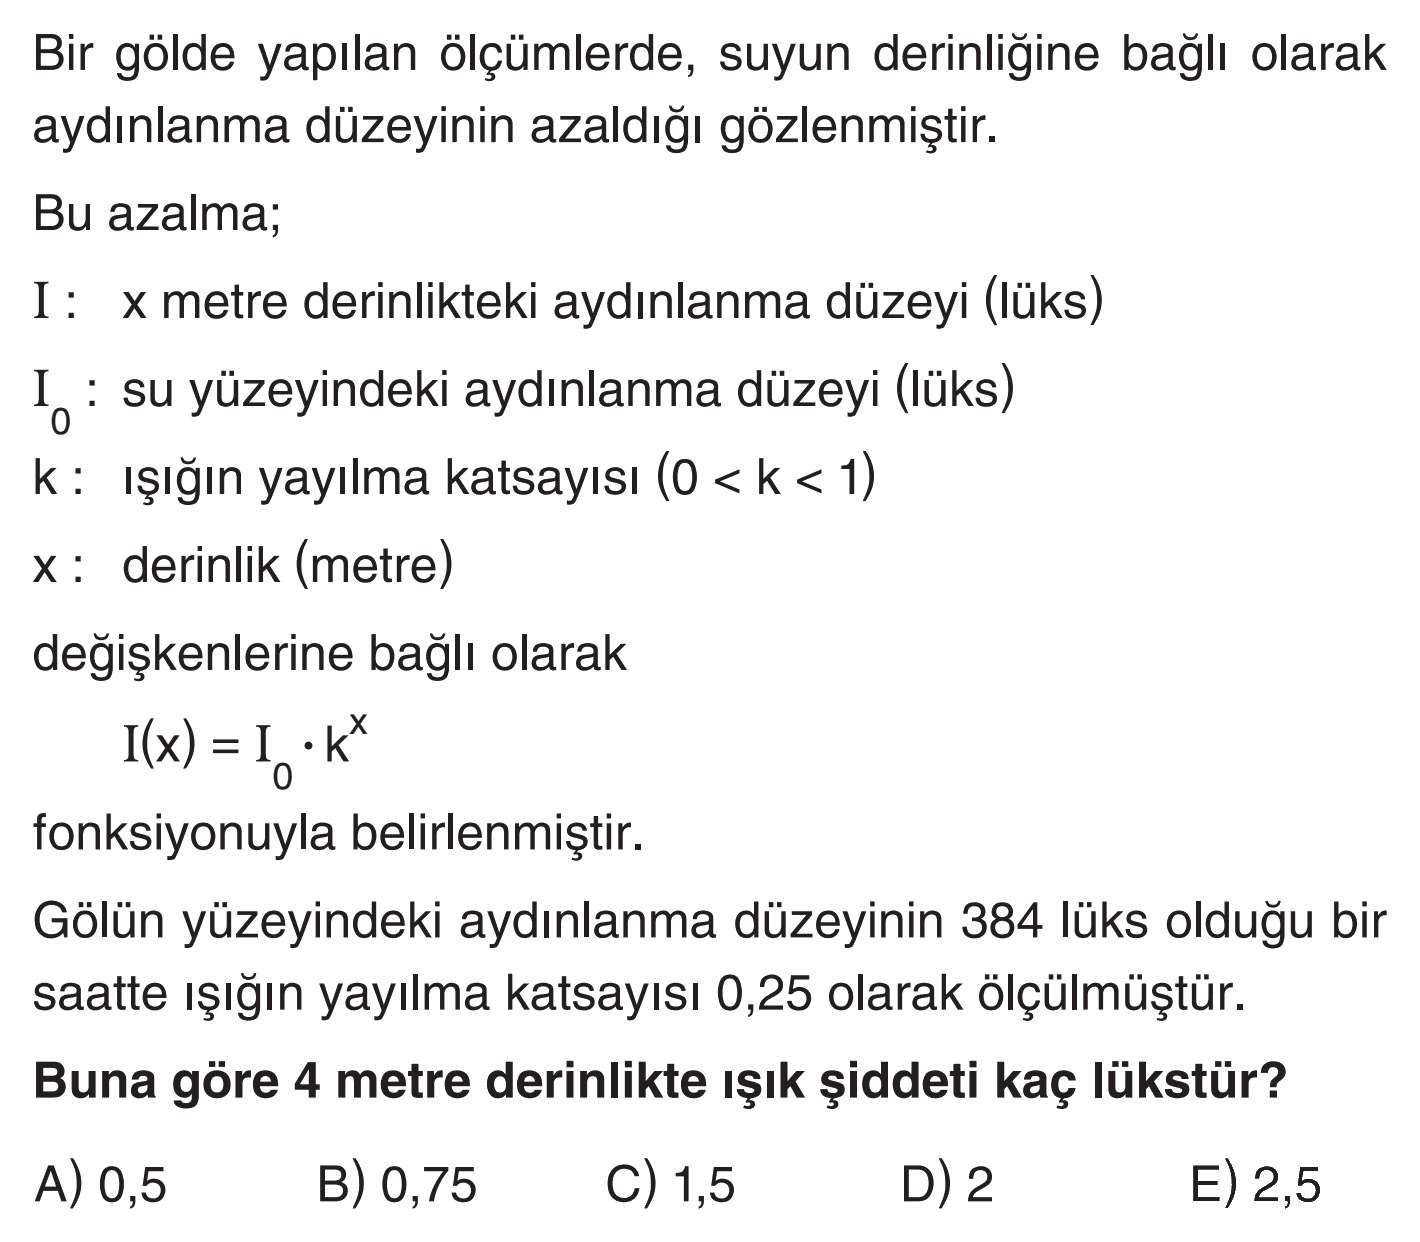 Bir gölde yapılan ölçümlerde, suyun derinliğine bağlı olarak
aydınlanma düzeyinin azaldığı gözlenmiştir.
Bu azalma;
I : x metre derinlikteki aydınlanma düzeyi (lüks)
I₀ : su yüzeyindeki aydınlanma düzeyi (lüks)
k : ışığın yayılma katsayısı (0 < k < 1)
x : derinlik (metre)
değişkenlerine bağlı olarak
I(x) = I₀ · kˣ
fonksiyonuyla belirlenmiştir.
Gölün yüzeyindeki aydınlanma düzeyinin 384 lüks olduğu bir
saatte ışığın yayılma katsayısı 0,25 olarak ölçülmüştür.
Buna göre 4 metre derinlikte ışık şiddeti kaç lükstür?
A) 0,5 B) 0,75 C) 1,5 D) 2 E) 2,5